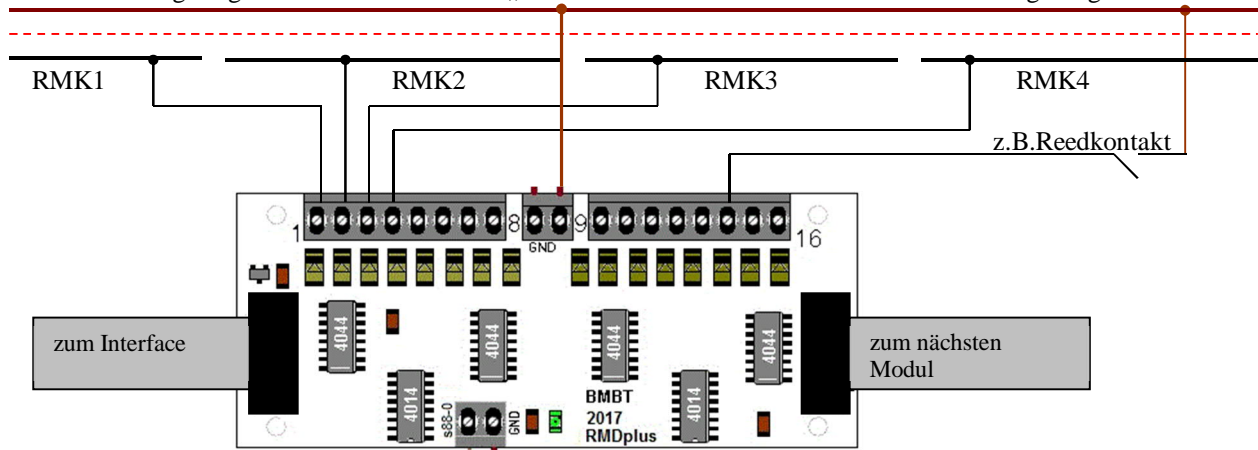 RMK1
RMK2
RMK3
RMK4
z.B.Reedkontakt
1
8
9
16
GND
zum Interface
zum nächsten
Modul
4044
4044
4044
4044
4014
4014
s88-0
GND
BMBT
2017
RMDplus